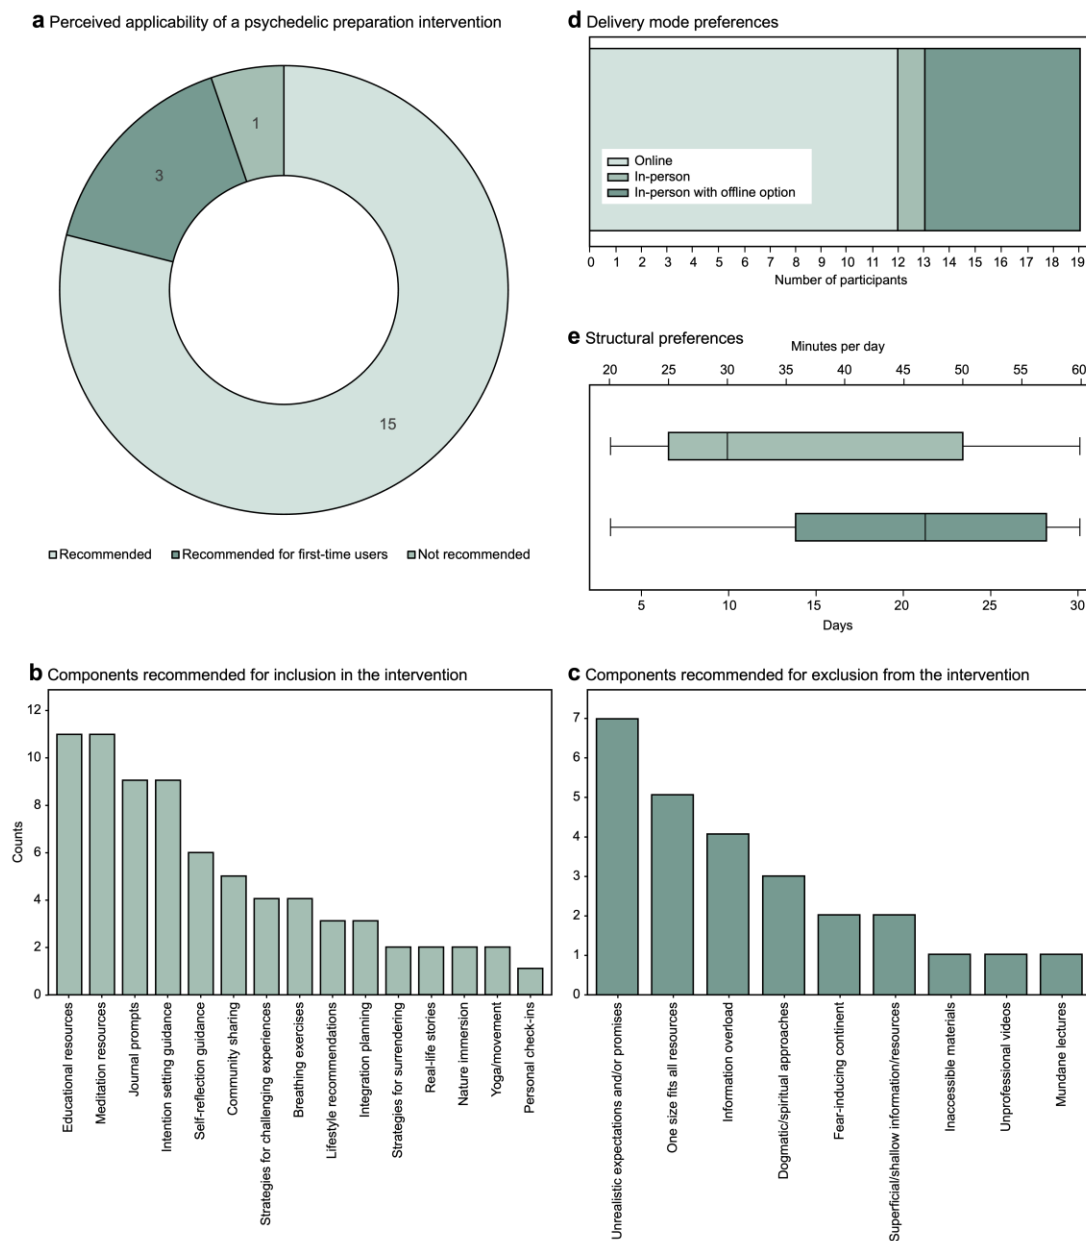 a Perceived applicability of a psychedelic preparation intervention
1
3
15
Recommended Recommended for first-time users Not recommended
d Delivery mode preferences
Online
In-person
In-person with offline option
0 1 2 3 4 5 6 7 8 9 10 11 12 13 14 15 16 17 18 19
Number of participants
e Structural preferences
Minutes per day
20 25 30 35 40 45 50 55 60
5 10 15 20 25 30
Days
b Components recommended for inclusion in the intervention
12
10
8
6
4
2
0
Counts
Educational resources
Meditation resources
Journal prompts
Intention setting guidance
Self-reflection guidance
Community sharing
Strategies for challenging experiences
Breathing exercises
Lifestyle recommendations
Integration planning
Strategies for surrendering
Real-life stories
Nature immersion
Yoga/movement
Personal check-ins
c Components recommended for exclusion from the intervention
7
6
5
4
3
2
1
0
Unrealistic expectations and/or promises
One size fits all resources
Information overload
Dogmatic/spiritual approaches
Fear-inducing continent
Superficial/shallow information/resources
Inaccessible materials
Unprofessional videos
Mundane lectures